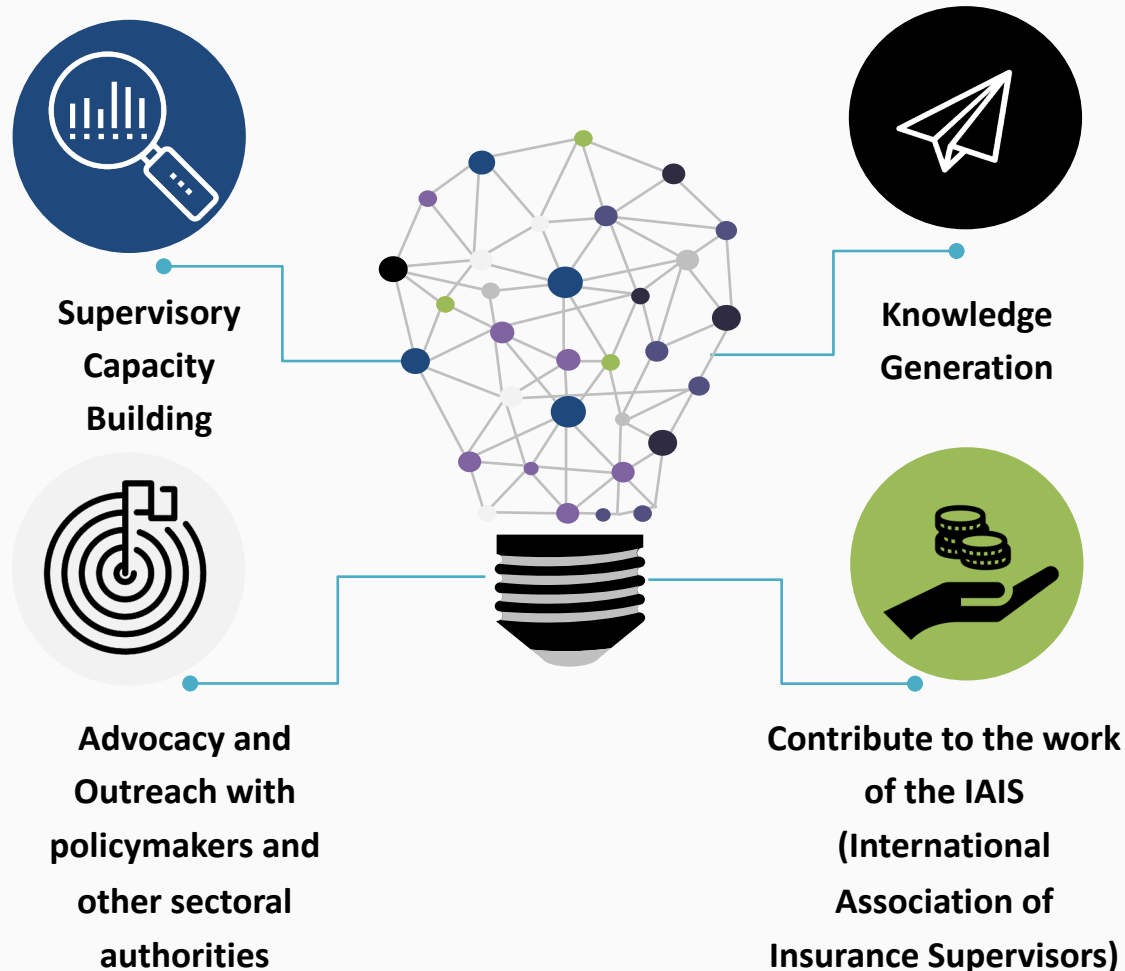 Supervisory
Capacity
Building
Knowledge
Generation
Advocacy and
Outreach with
policymakers and
other sectoral
authorities
Contribute to the work
of the IAIS
(International
Association of
Insurance Supervisors)